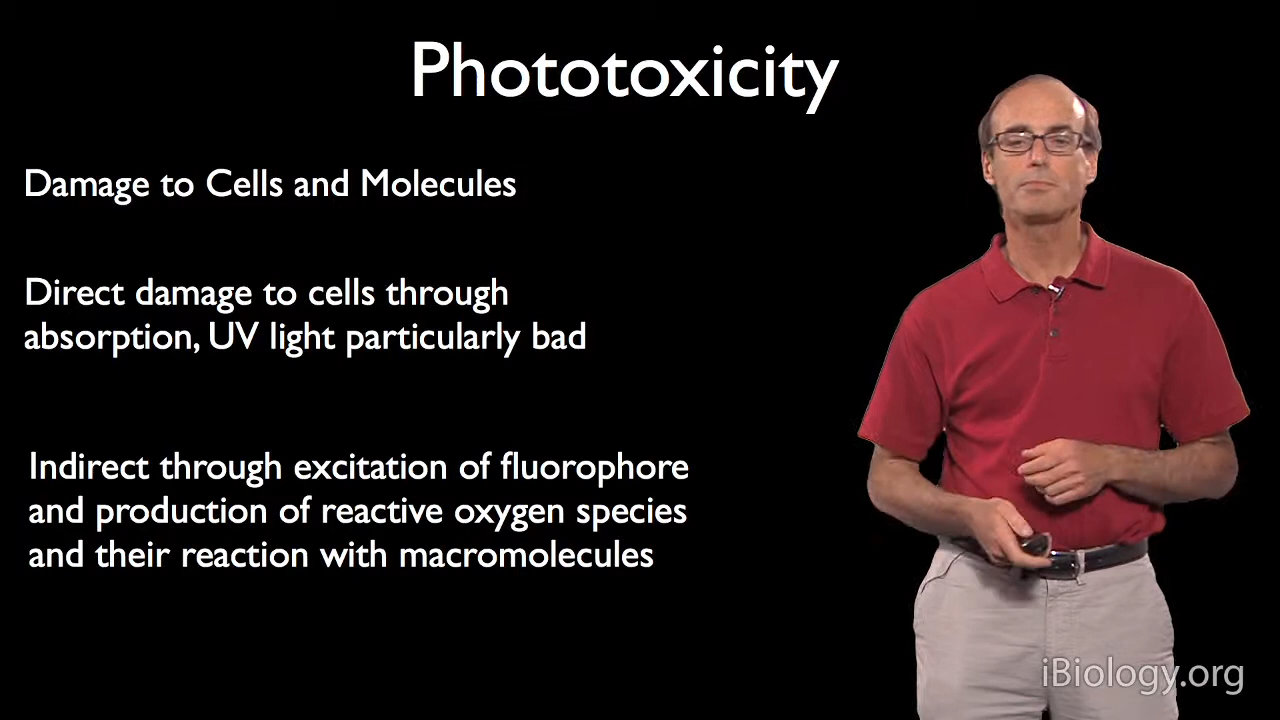 Phototoxicity
Damage to Cells and Molecules
Direct damage to cells through
absorption, UV light particularly bad
Indirect through excitation of fluorophore
and production of reactive oxygen species
and their reaction with macromolecules
iBiology.org